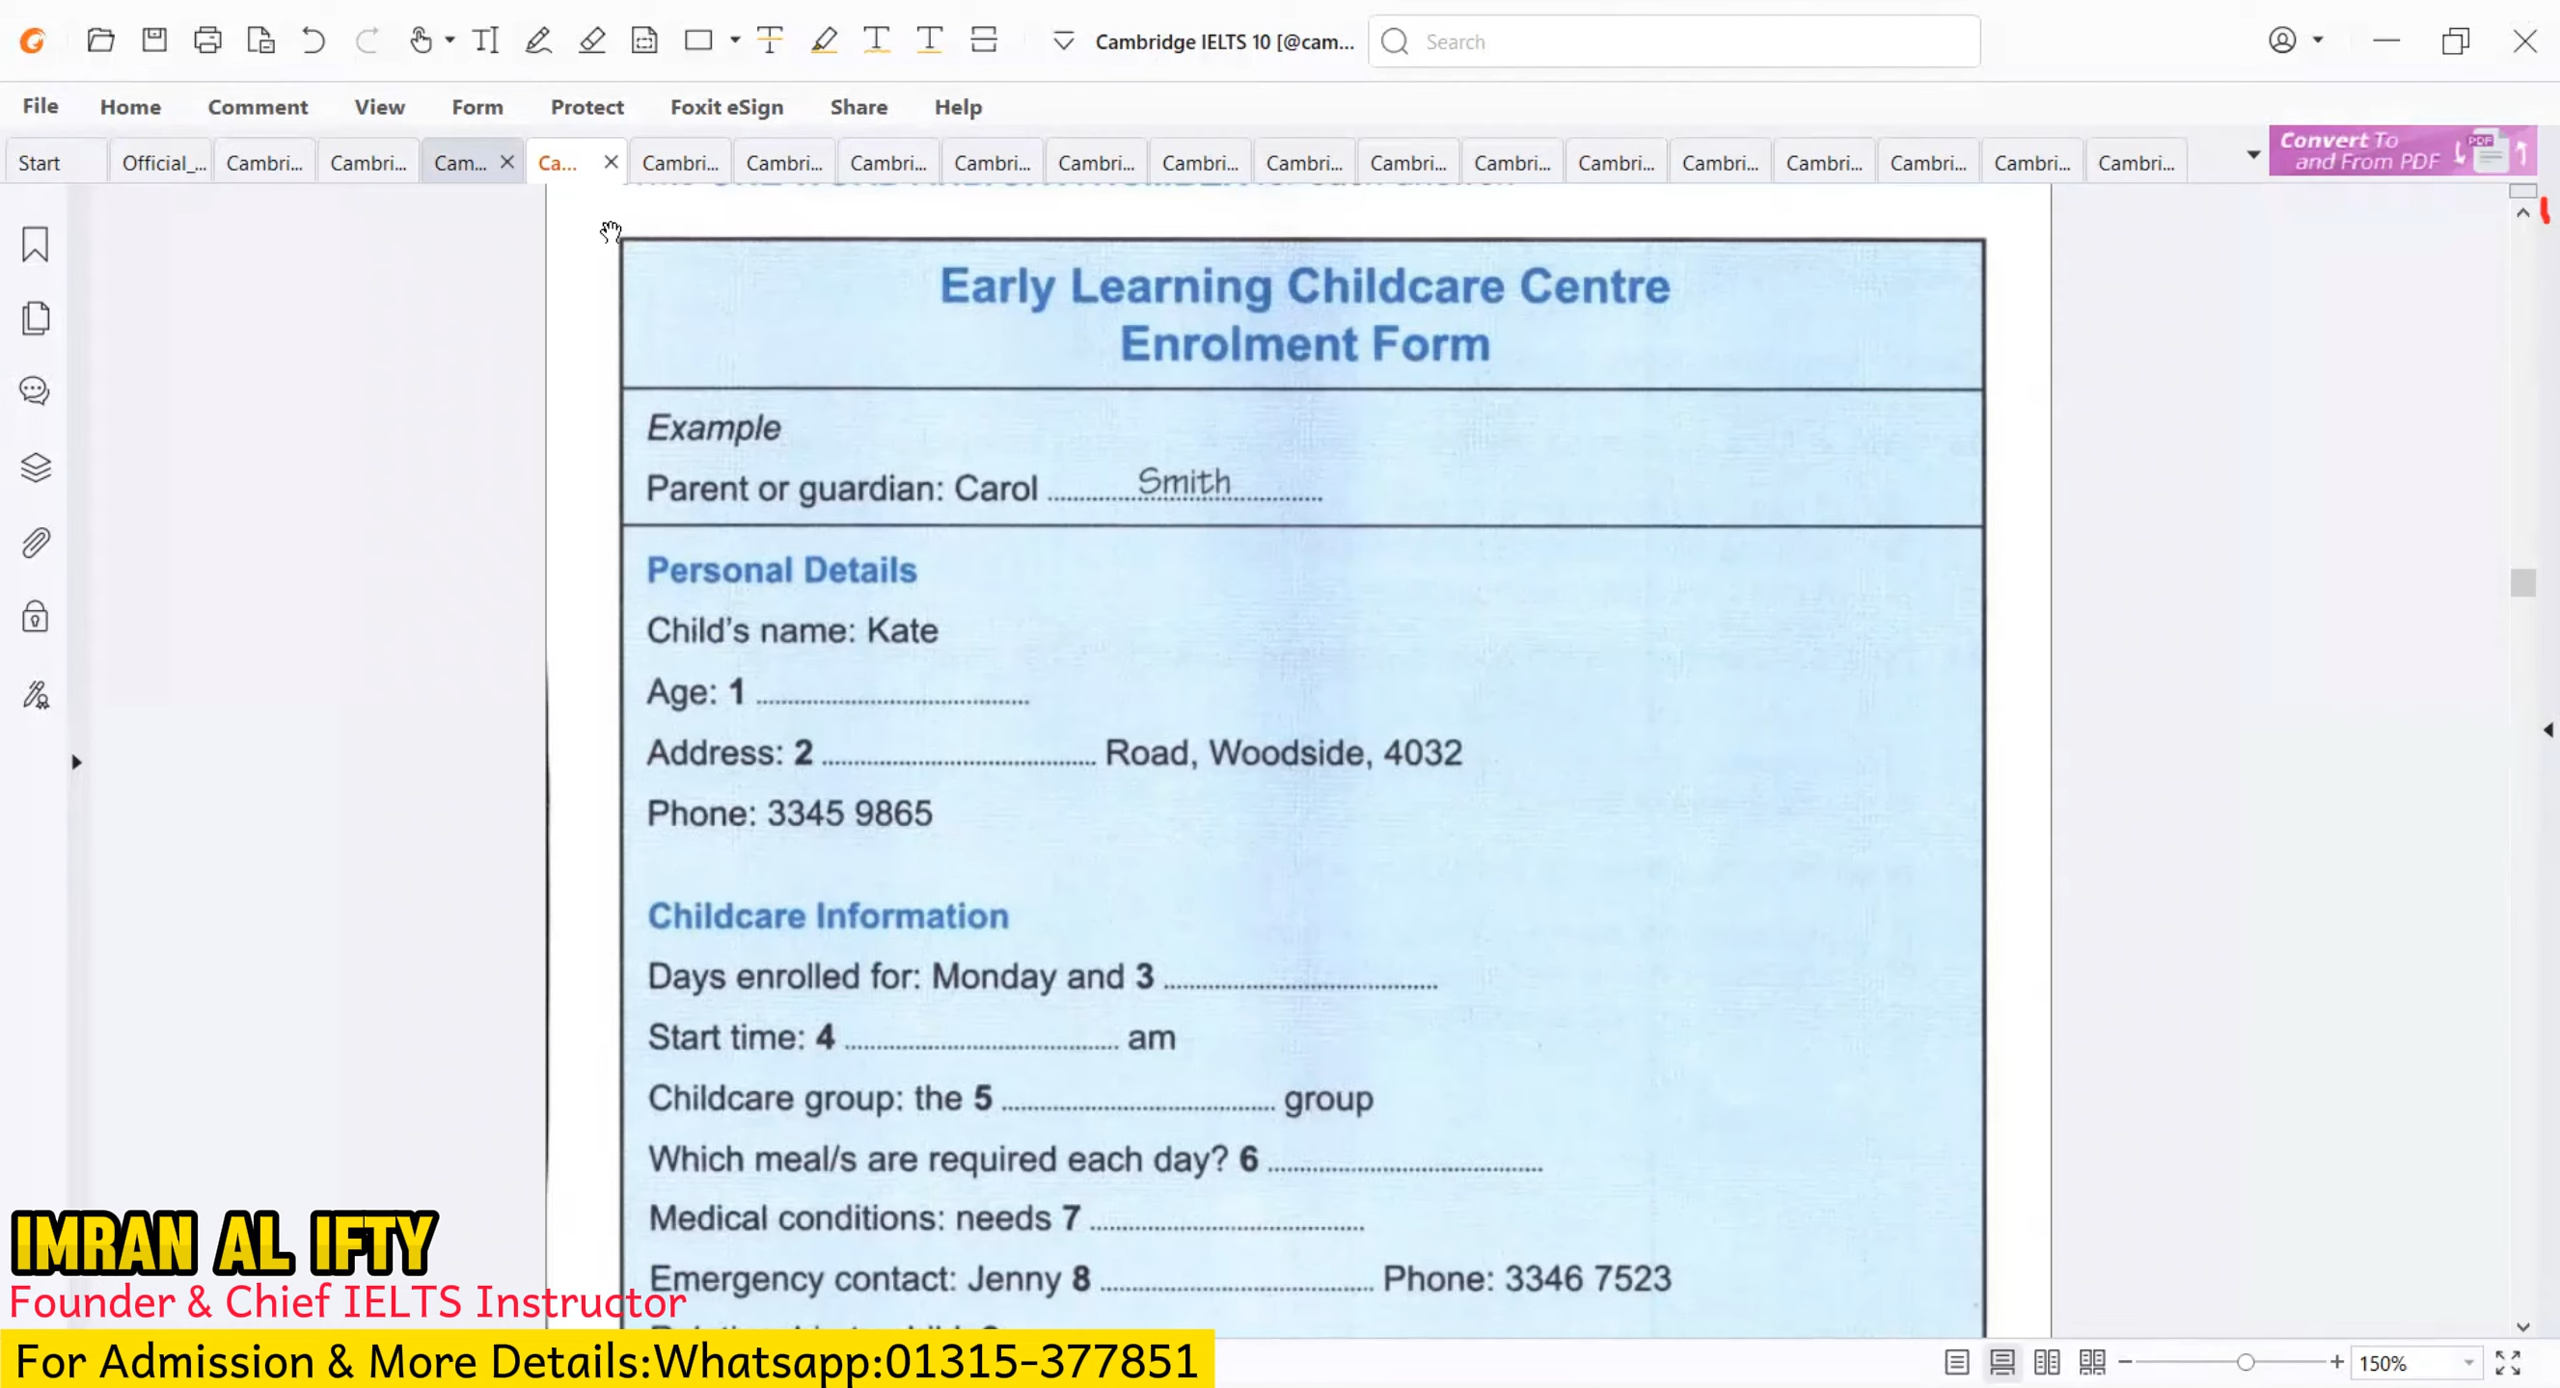 Cambridge IELTS 10 [@cam...
Search
File Home Comment View Form Protect Foxit eSign Share Help
Start Official_... Cambri... Cambri... Cam... Ca... Cambri... Cambri... Cambri... Cambri... Cambri... Cambri... Cambri... Cambri... Cambri... Cambri... Cambri... Cambri... Cambri... Cambri... Cambri...
Convert To
and From PDF
PDF
Early Learning Childcare Centre
Enrolment Form
Example
Parent or guardian: Carol ............Smith............
Personal Details
Child's name: Kate
Age: 1 ........................
Address: 2 ........................ Road, Woodside, 4032
Phone: 3345 9865
Childcare Information
Days enrolled for: Monday and 3 ........................
Start time: 4 ........................ am
Childcare group: the 5 ........................ group
Which meal/s are required each day? 6 ........................
Medical conditions: needs 7 ........................
Emergency contact: Jenny 8 ........................ Phone: 3346 7523
IMRAN AL IFTY
Founder & Chief IELTS Instructor
For Admission & More Details:Whatsapp:01315-377851
150%